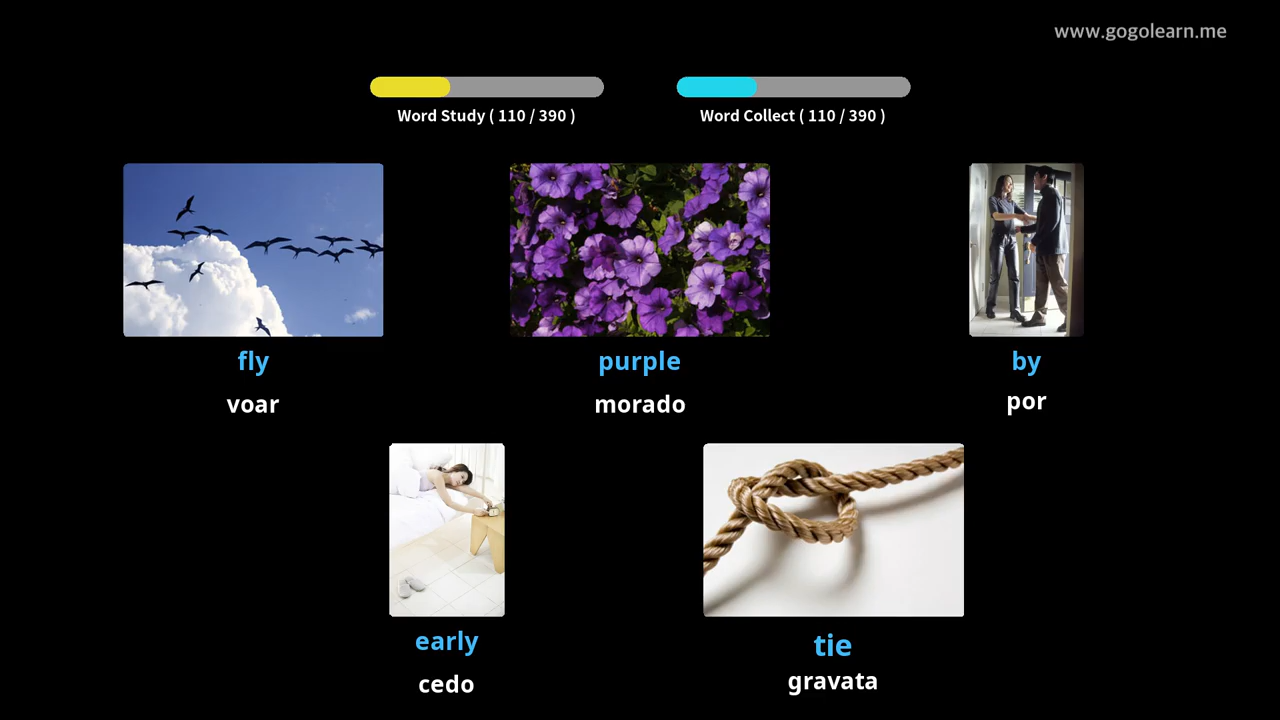 www.gogolearn.me
Word Study ( 110 / 390 )
Word Collect ( 110 / 390 )
fly
voar
purple
morado
by
por
early
cedo
tie
gravata